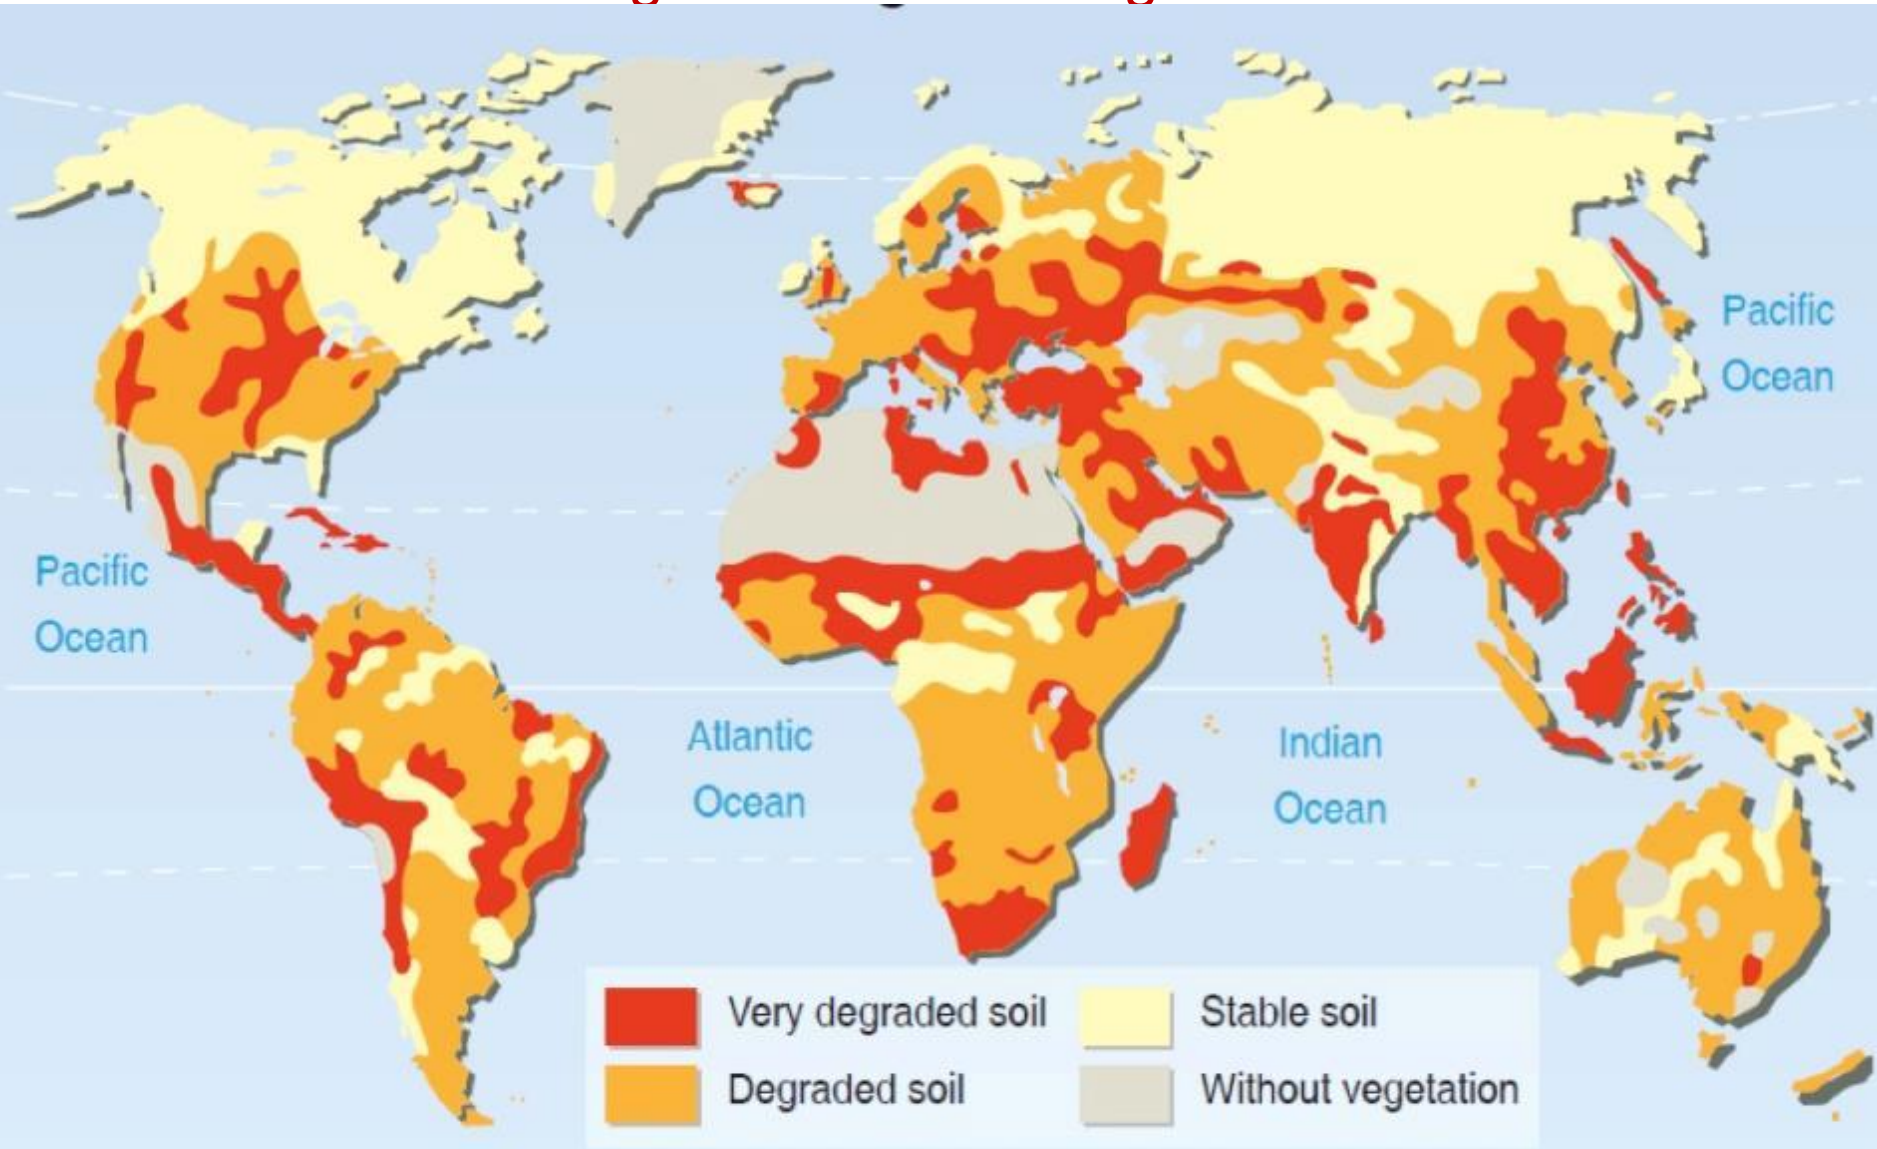 Pacific
Ocean
Pacific
Ocean
Atlantic
Ocean
Indian
Ocean
Very degraded soil
Stable soil
Degraded soil
Without vegetation